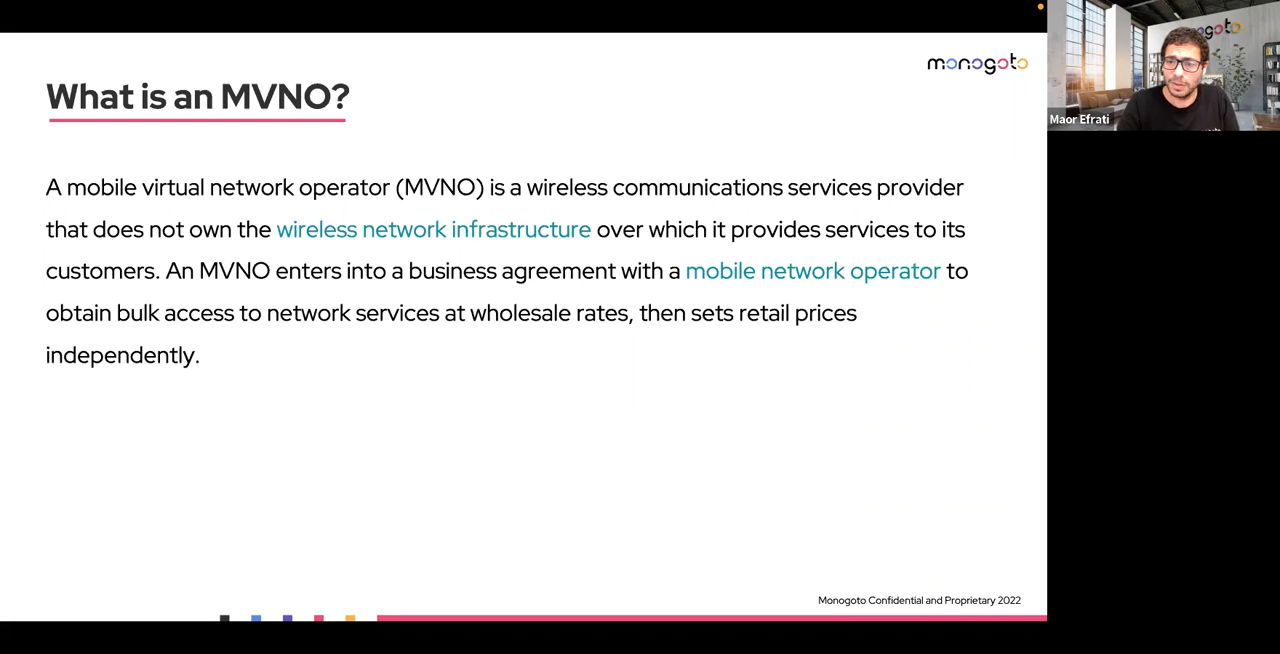 monogoto
What is an MVNO?
A mobile virtual network operator (MVNO) is a wireless communications services provider
that does not own the wireless network infrastructure over which it provides services to its
customers. An MVNO enters into a business agreement with a mobile network operator to
obtain bulk access to network services at wholesale rates, then sets retail prices
independently.
Monogoto Confidential and Proprietary 2022
Maor Efrati